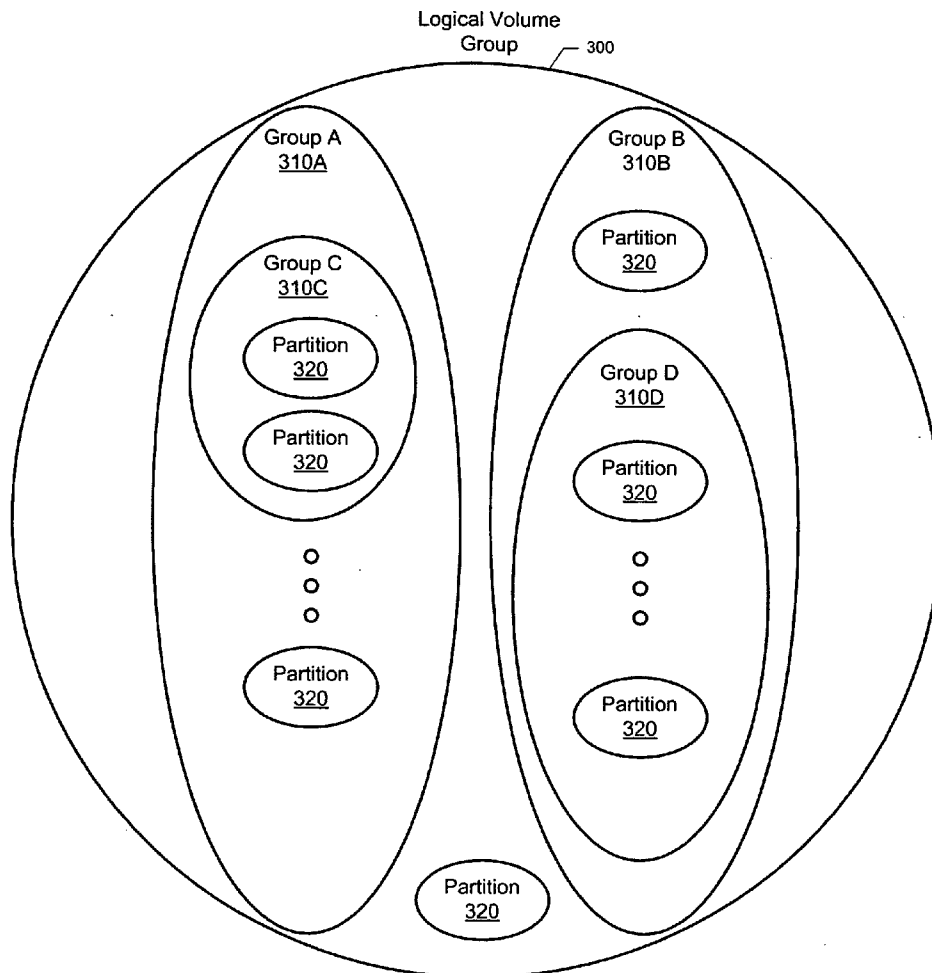 Logical Volume
Group
300
Group A
310A
Group C
310C
Partition
320
Partition
320
Partition
320
Group B
310B
Partition
320
Group D
310D
Partition
320
Partition
320
Partition
320